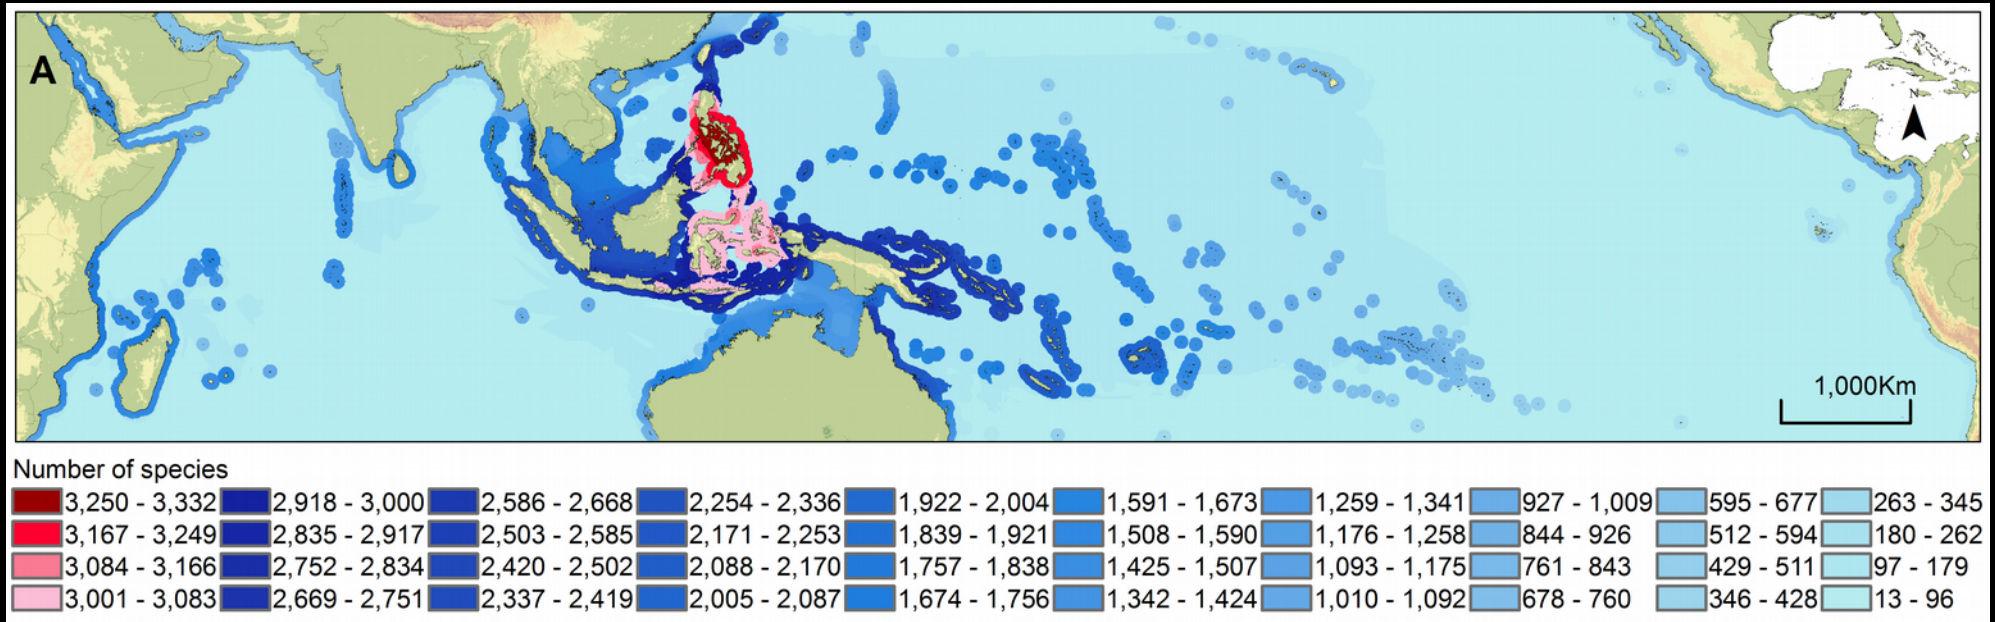 A
N
1,000Km
Number of species
3,250 - 3,332 2,918 - 3,000 2,586 - 2,668 2,254 - 2,336 1,922 - 2,004 1,591 - 1,673 1,259 - 1,341 927 - 1,009 595 - 677 263 - 345
3,167 - 3,249 2,835 - 2,917 2,503 - 2,585 2,171 - 2,253 1,839 - 1,921 1,508 - 1,590 1,176 - 1,258 844 - 926 512 - 594 180 - 262
3,084 - 3,166 2,752 - 2,834 2,420 - 2,502 2,088 - 2,170 1,757 - 1,838 1,425 - 1,507 1,093 - 1,175 761 - 843 429 - 511 97 - 179
3,001 - 3,083 2,669 - 2,751 2,337 - 2,419 2,005 - 2,087 1,674 - 1,756 1,342 - 1,424 1,010 - 1,092 678 - 760 346 - 428 13 - 96